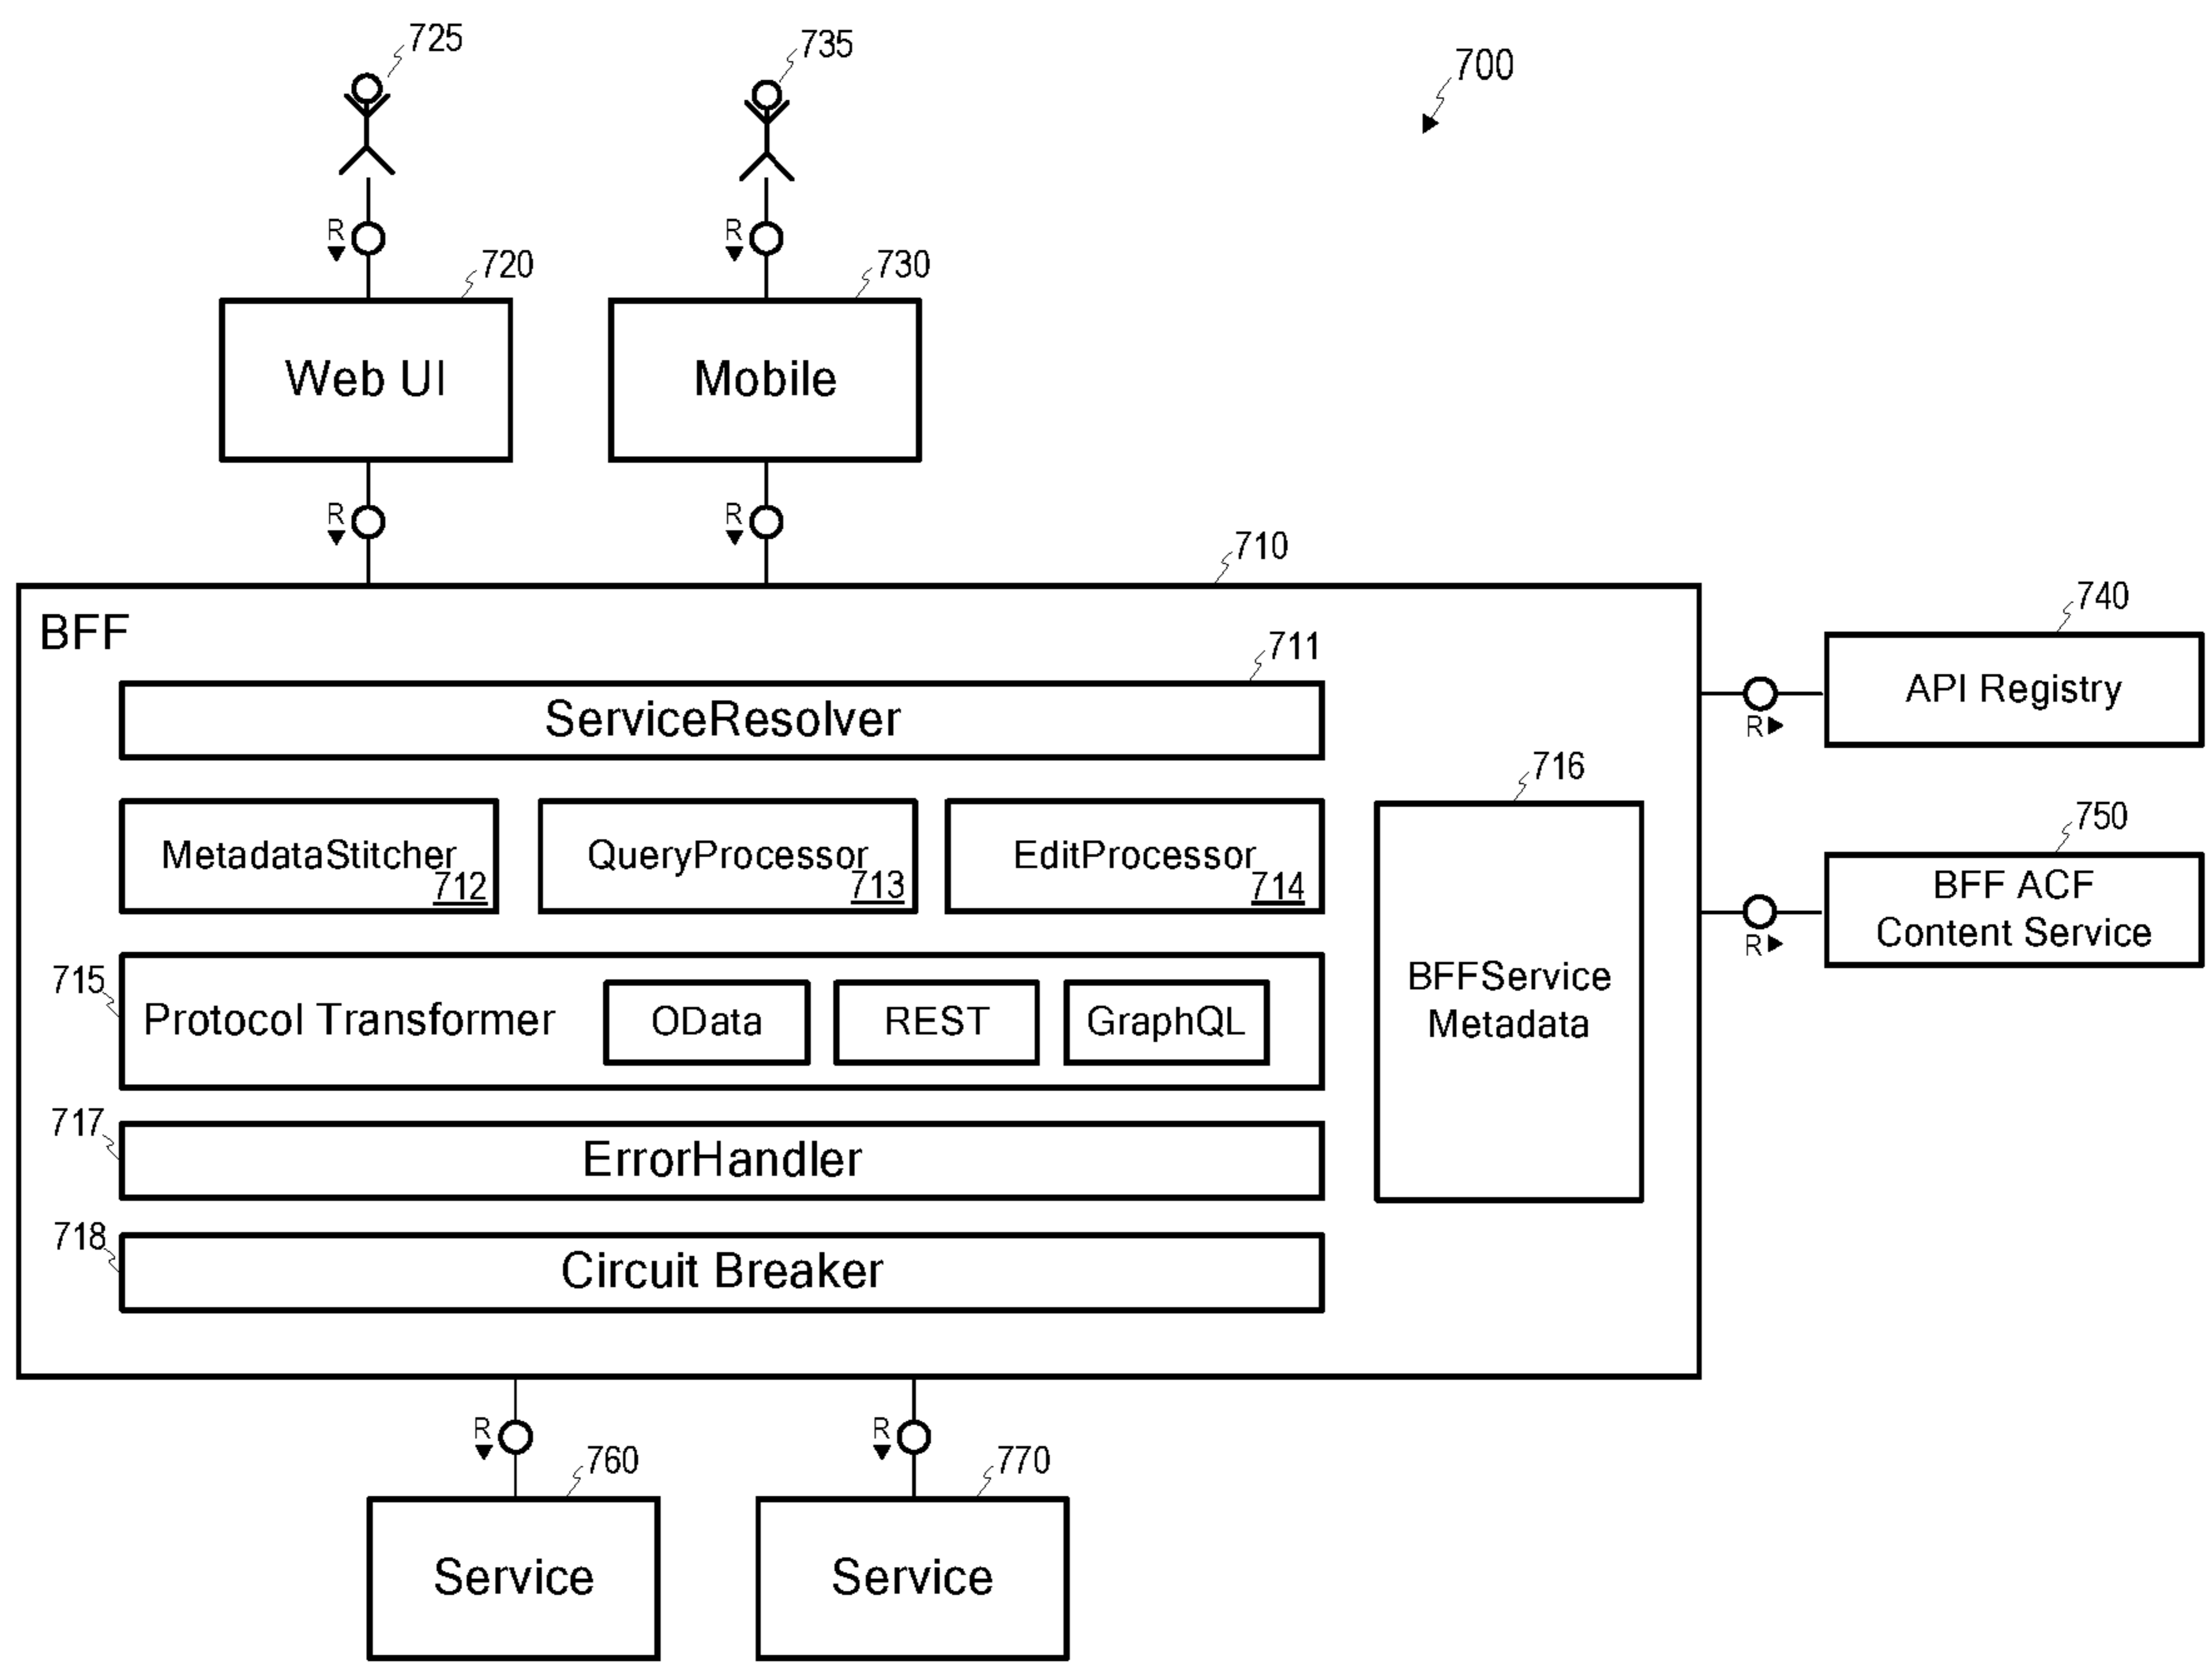 725
735
700
R
R
720
730
Web UI
Mobile
R
R
710
BFF
740
API Registry
R
711
ServiceResolver
716
750
BFF ACF
Content Service
R
MetadataStitcher
712
QueryProcessor
713
EditProcessor
714
BFFService
Metadata
715
Protocol Transformer
OData
REST
GraphQL
717
ErrorHandler
718
Circuit Breaker
R
R
760
770
Service
Service